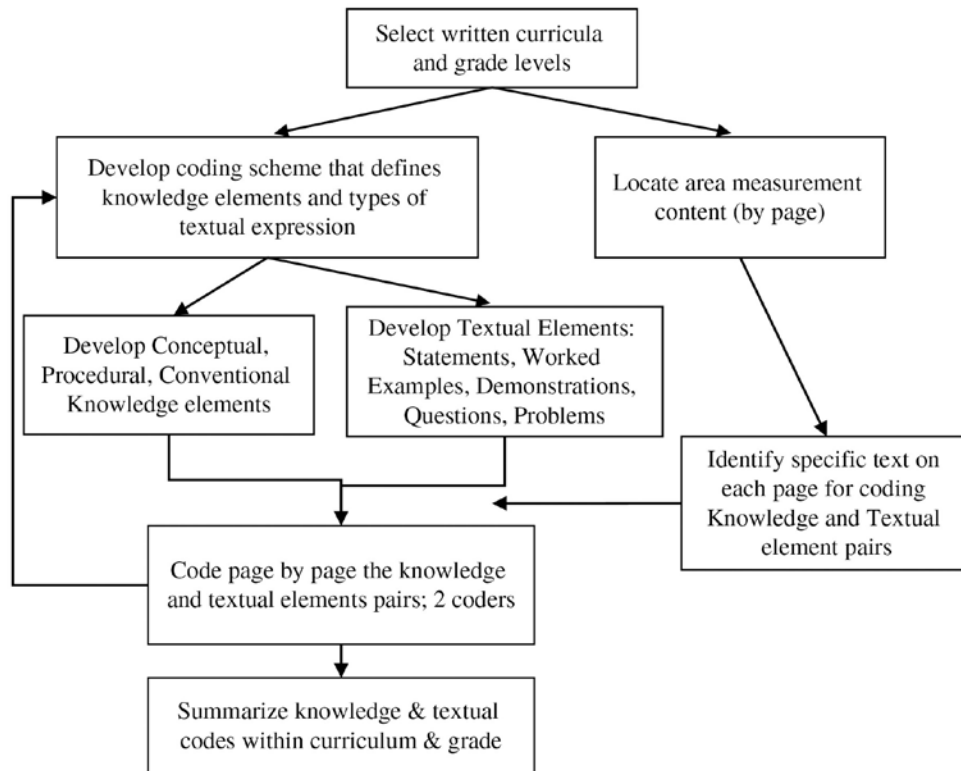 Select written curricula
and grade levels
Develop coding scheme that defines
knowledge elements and types of
textual expression
Locate area measurement
content (by page)
Develop Conceptual,
Procedural, Conventional
Knowledge elements
Develop Textual Elements:
Statements, Worked
Examples, Demonstrations,
Questions, Problems
Identify specific text on
each page for coding
Knowledge and Textual
element pairs
Code page by page the knowledge
and textual elements pairs; 2 coders
Summarize knowledge & textual
codes within curriculum & grade